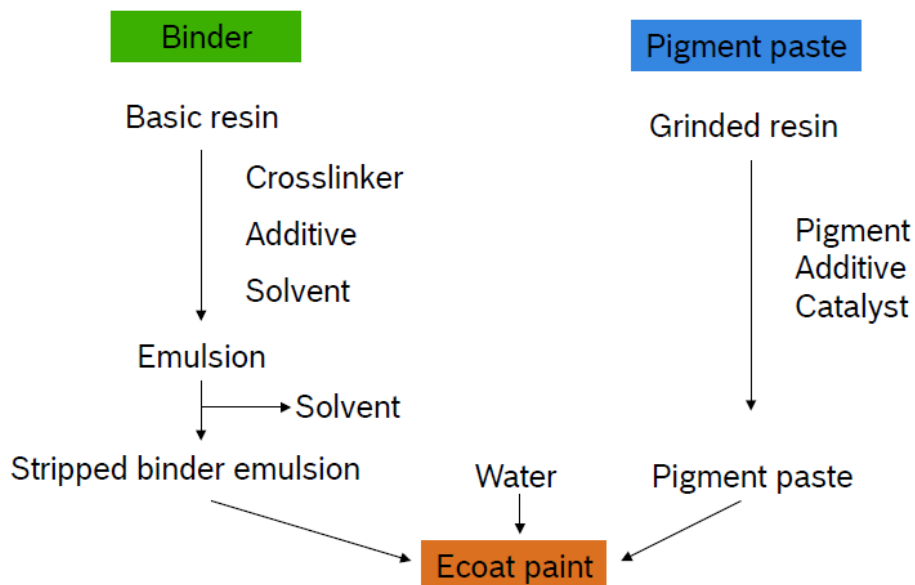 Binder
Pigment paste
Basic resin
Grinded resin
Crosslinker
Additive
Solvent
Pigment
Additive
Catalyst
Emulsion
Solvent
Stripped binder emulsion
Water
Pigment paste
Ecoat paint